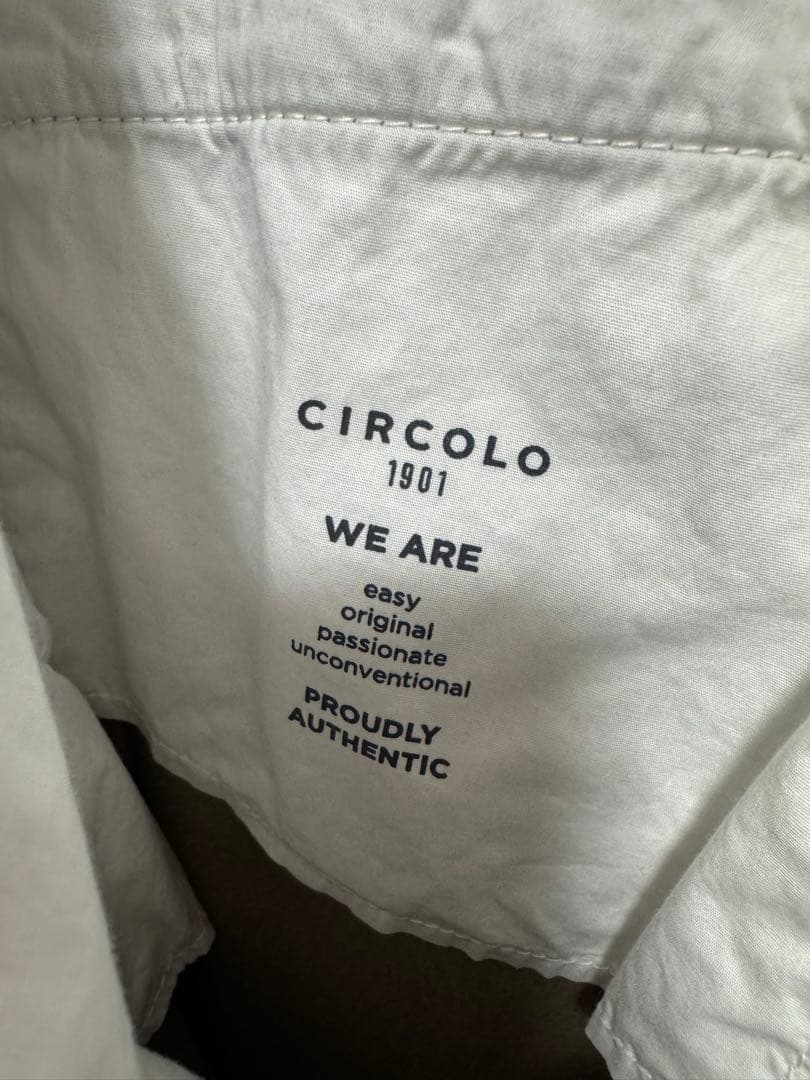 CIRCOLO
1901
WE ARE
easy
original
passionate
unconventional
PROUDLY
AUTHENTIC